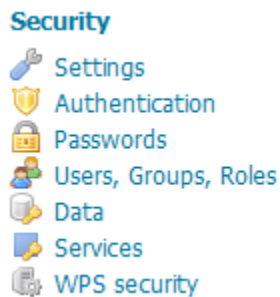 Security
Settings
Authentication
Passwords
Users, Groups, Roles
Data
Services
WPS security